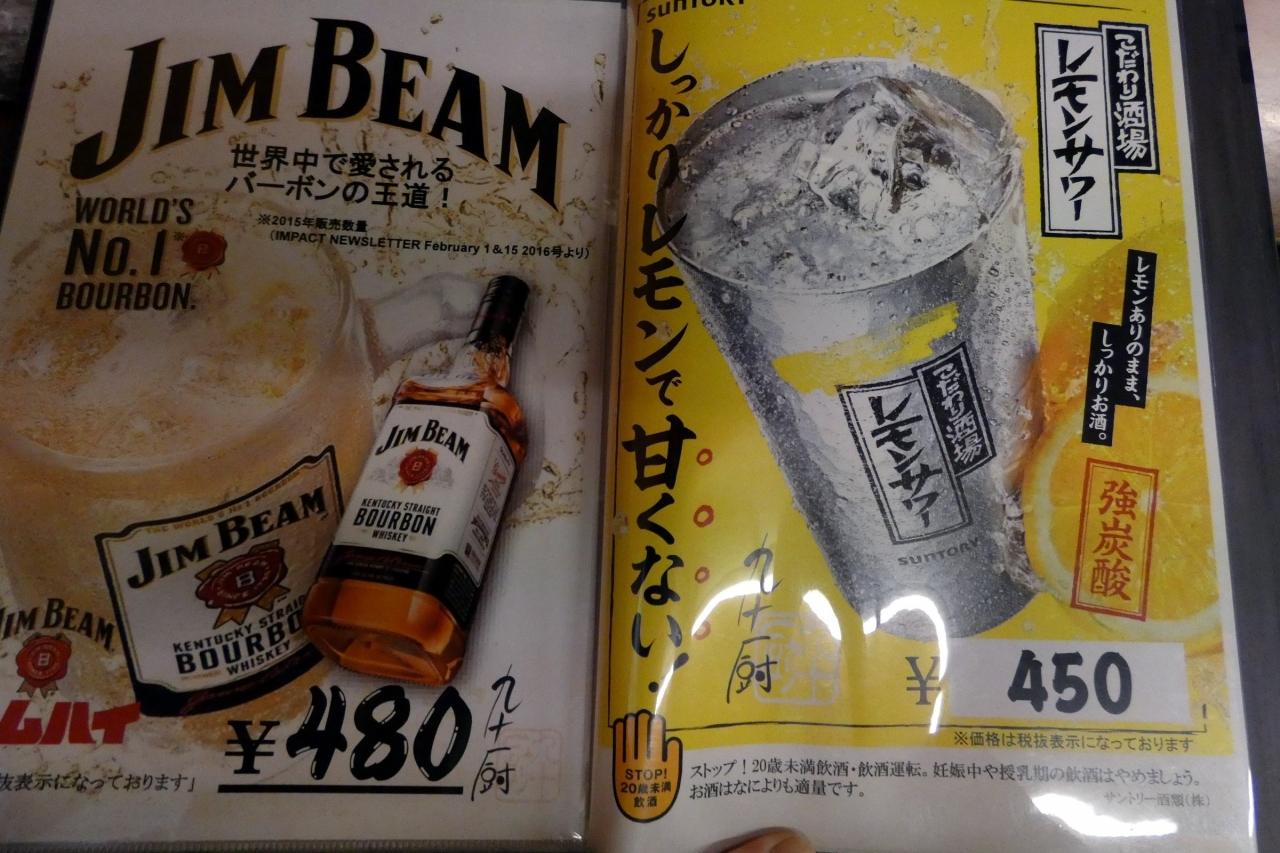 JIM BEAM
世界中で愛される
バーボンの王道！
※2015年販売数量
（IMPACT NEWSLETTER February 1＆15 2016号より）
WORLD'S
No.1※
BOURBON.
JIM BEAM
B
KENTUCKY STRAIGHT
BOURBON
WHISKEY
THE WORLD'S No.1 BOURBON
JIM BEAM
B
KENTUCKY STRAIG
BOURBO
WHISKEY
JIM BEAM
B
ムハイ
¥480
九十厨
抜表示になっております」
SUNTORY
しっかりレモンで甘くない！
こだわり酒場
レモンサワー
レモンありのまま、
しっかりお酒。
強炭酸
こだわり酒場
レモンサワー
SUNTORY
九十厨
¥ 450
※価格は税抜表示になっております
STOP!
20歳未満
飲酒
ストップ！20歳未満飲酒・飲酒運転。妊娠中や授乳期の飲酒はやめましょう。
お酒はなによりも適量です。
サントリー酒類（株）